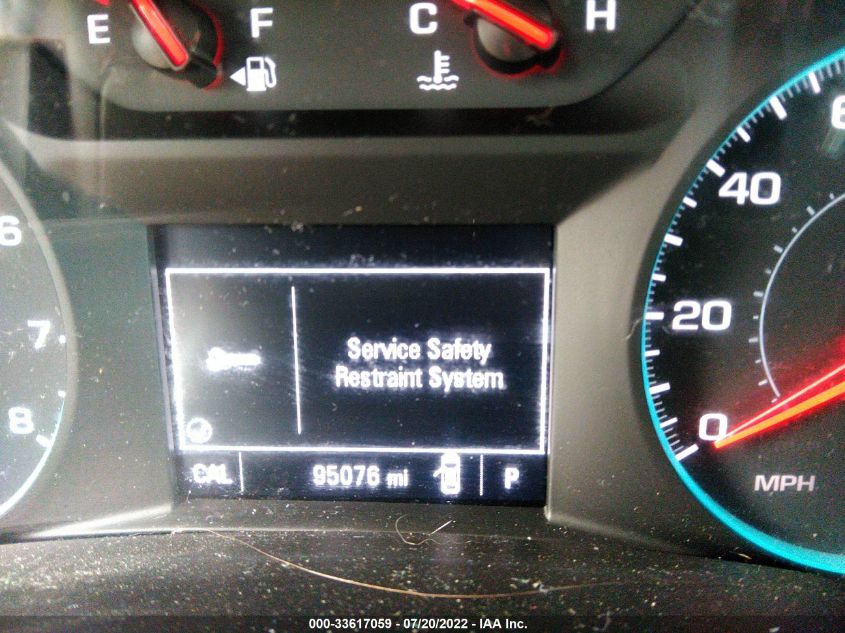 E F C H
6
40
6
7
20
Service Safety
Restraint System
8
0
CAL 95076 mi P
MPH
000-33617059 - 07/20/2022 - IAA Inc.